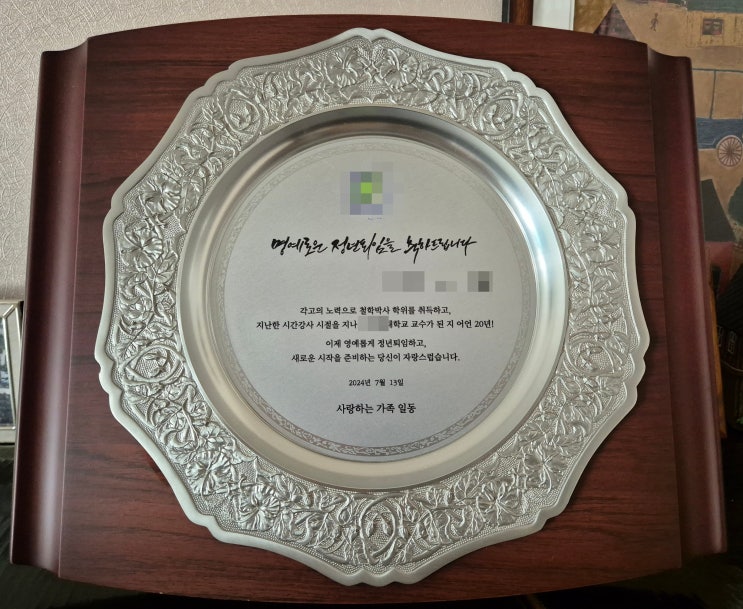 명예로운 정년퇴임을 축하드립니다
각고의 노력으로 철학박사 학위를 취득하고,
지난한 시간강사 시절을 지나 대학교 교수가 된 지 어언 20년!
이제 영예롭게 정년퇴임하고,
새로운 시작을 준비하는 당신이 자랑스럽습니다.
2024년 7월 13일
사랑하는 가족 일동